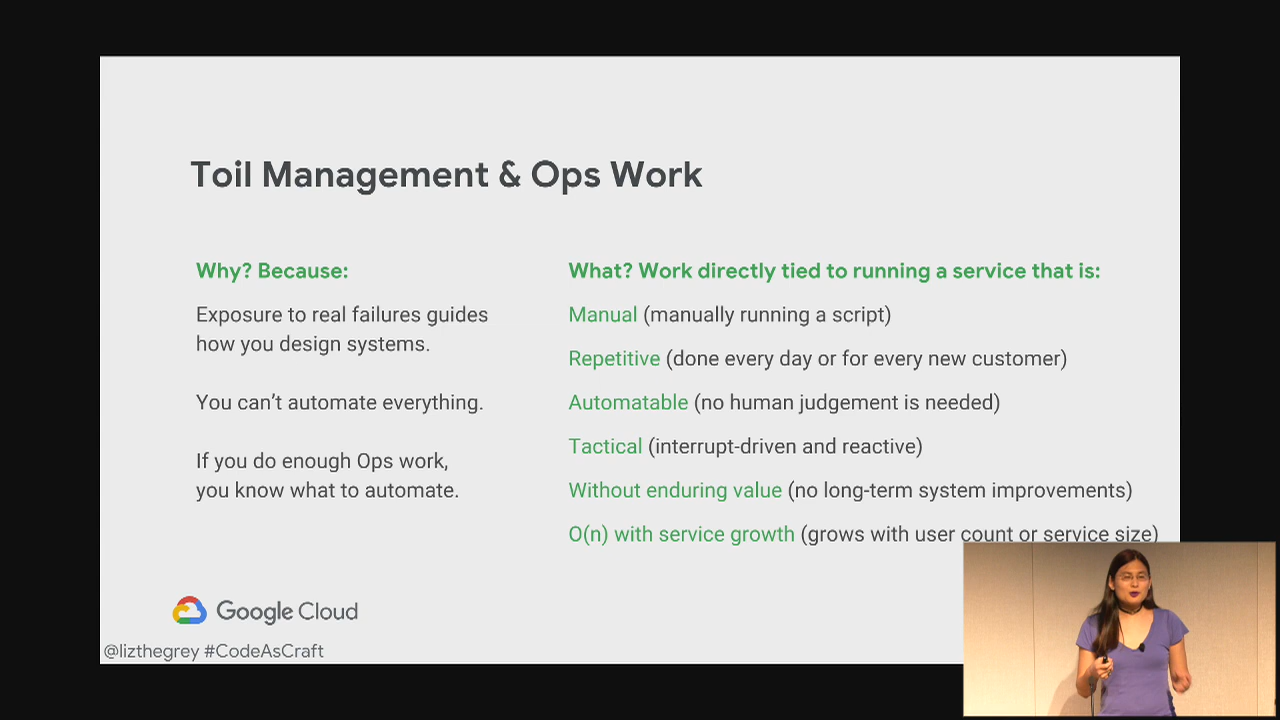 Toil Management & Ops Work
Why? Because:
Exposure to real failures guides
how you design systems.
You can’t automate everything.
If you do enough Ops work,
you know what to automate.
What? Work directly tied to running a service that is:
Manual (manually running a script)
Repetitive (done every day or for every new customer)
Automatable (no human judgement is needed)
Tactical (interrupt-driven and reactive)
Without enduring value (no long-term system improvements)
O(n) with service growth (grows with user count or service size)
Google Cloud
@lizthegrey #CodeAsCraft